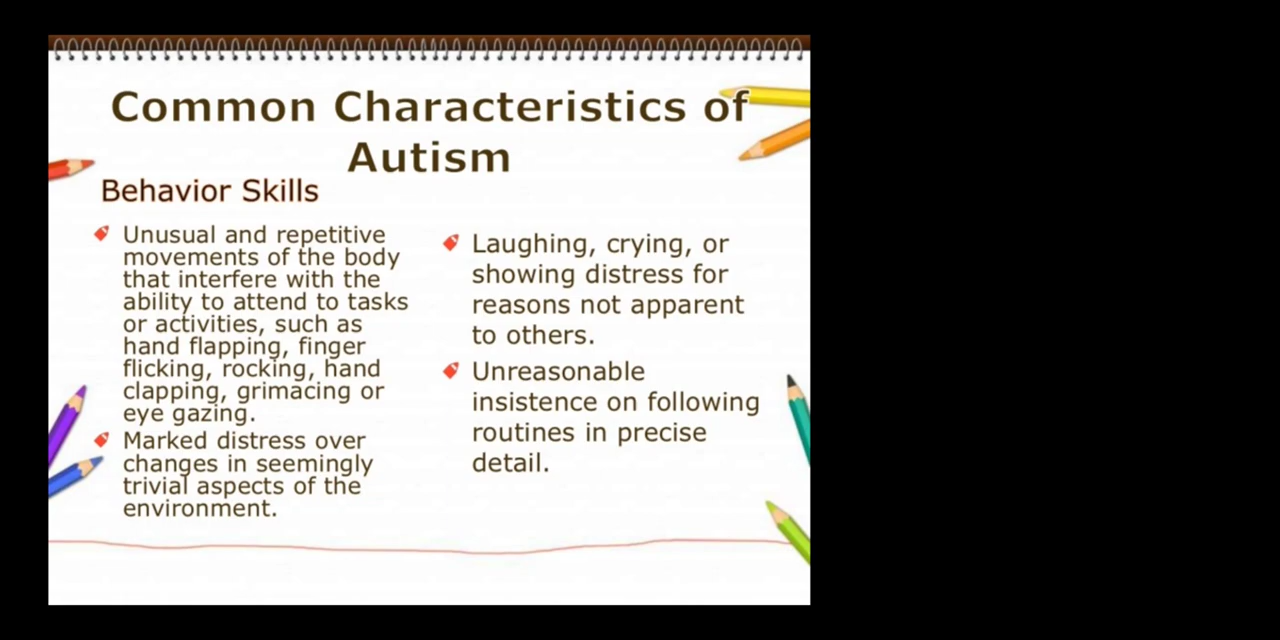 Common Characteristics of
Autism
Behavior Skills
Unusual and repetitive
movements of the body
that interfere with the
ability to attend to tasks
or activities, such as
hand flapping, finger
flicking, rocking, hand
clapping, grimacing or
eye gazing.
Marked distress over
changes in seemingly
trivial aspects of the
environment.
Laughing, crying, or
showing distress for
reasons not apparent
to others.
Unreasonable
insistence on following
routines in precise
detail.